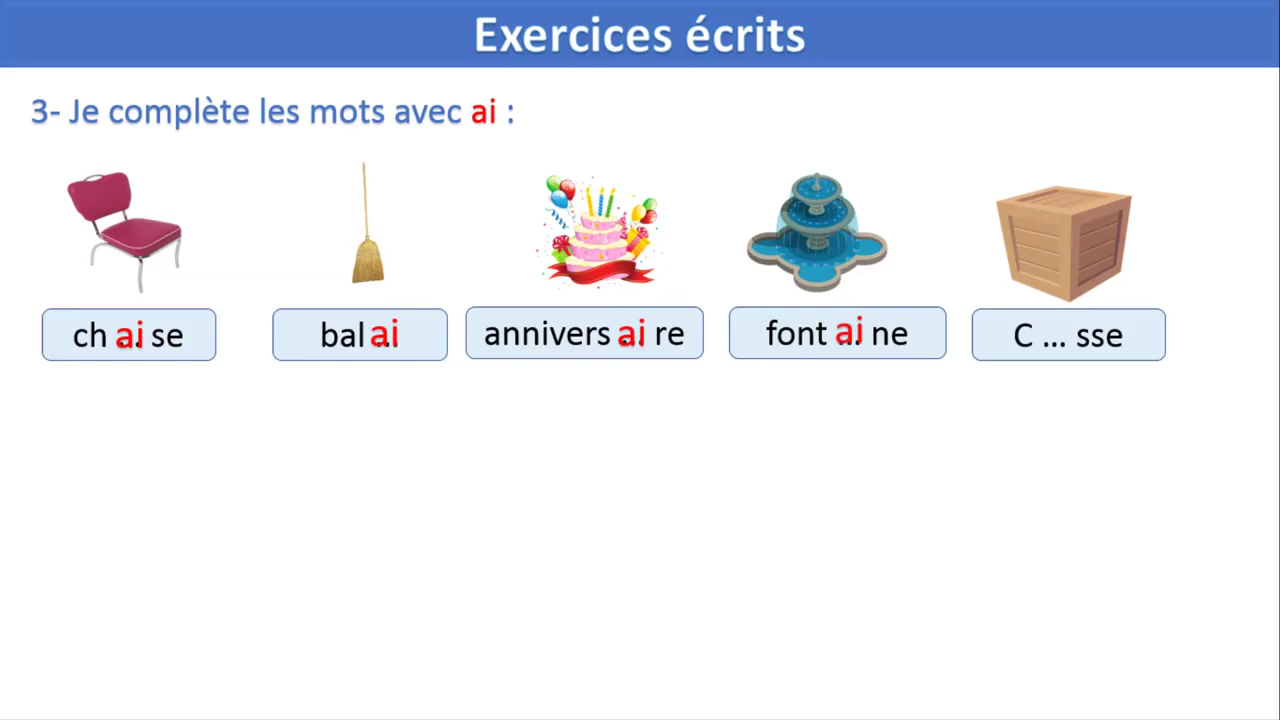 Exercices écrits
3- Je complète les mots avec ai :
ch ai se
bal ai
annivers ai re
font ai ne
C ... sse